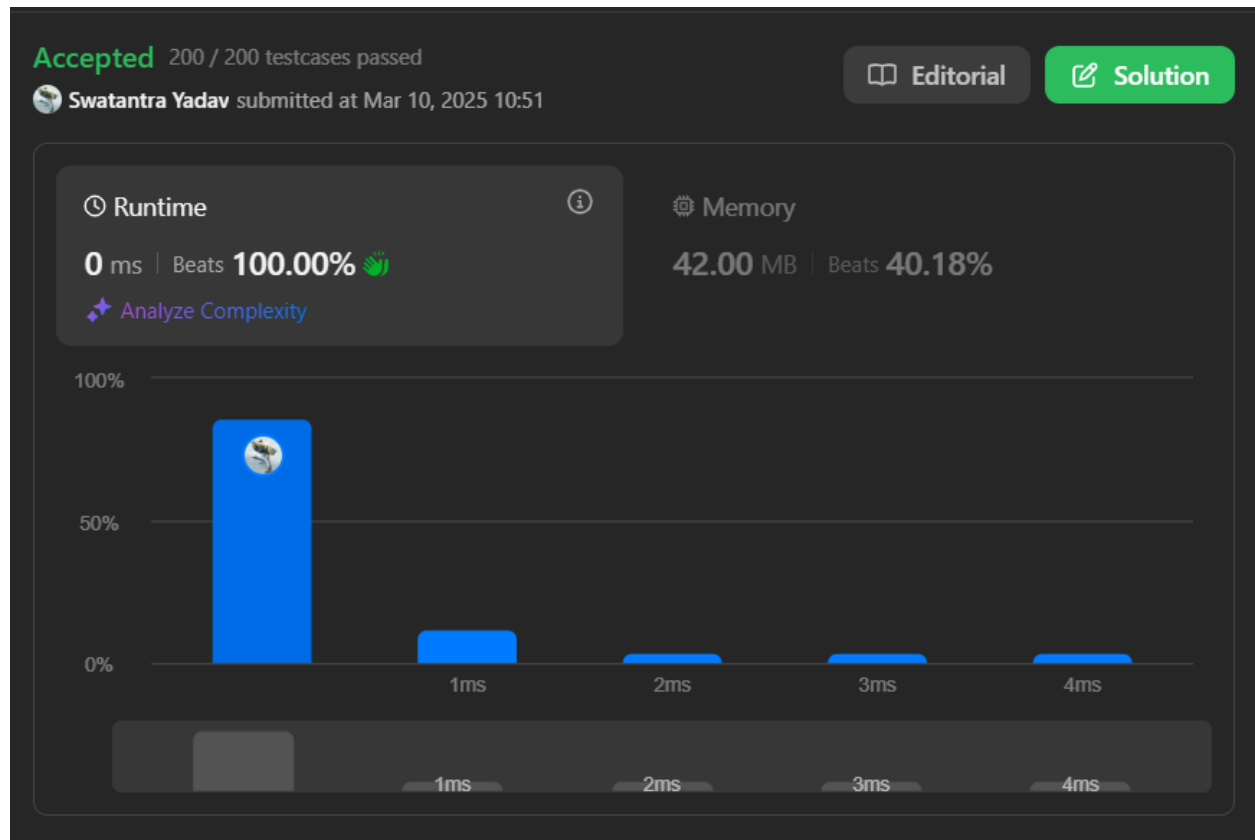 Accepted 200 / 200 testcases passed
Swatantra Yadav submitted at Mar 10, 2025 10:51
Editorial
Solution
Runtime
0 ms Beats 100.00%
Analyze Complexity
Memory
42.00 MB Beats 40.18%
100%
50%
0%
1ms 2ms 3ms 4ms
1ms 2ms 3ms 4ms